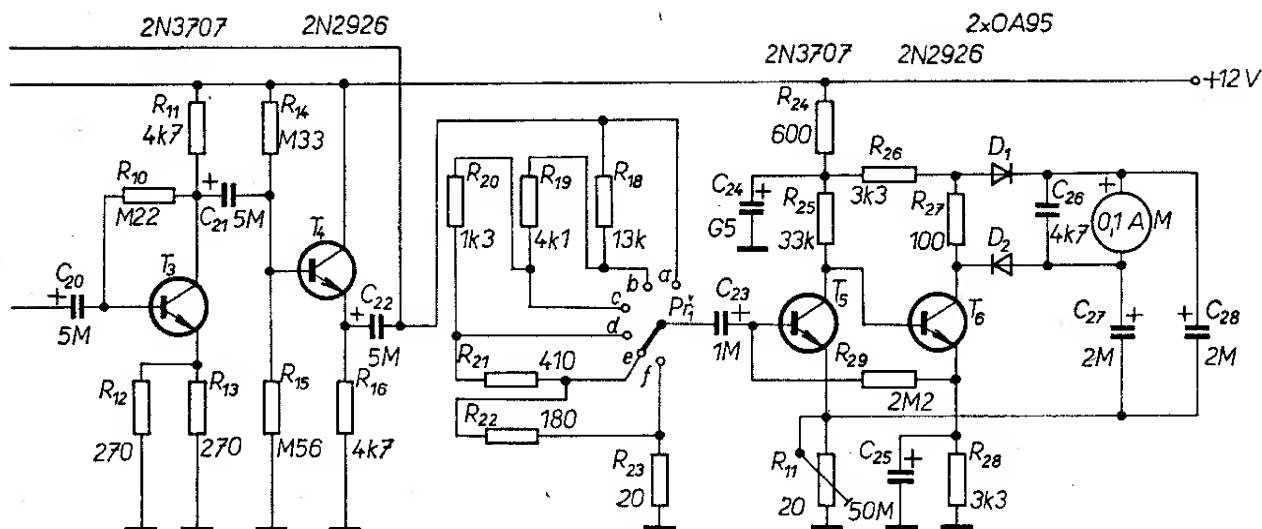 2N3707 2N2926 2xOA95
2N3707 2N2926
+12V
R11
4k7
R14
M33
R10
M22
+
C21
5M
T3
T4
C20
+
5M
+
C22
5M
R12
270
R13
270
R15
M56
R16
4k7
R20
1k3
R19
4k1
R18
13k
a
b
c
d
e
f
Př1
R21
410
R22
180
R23
20
R24
600
C24
+
G5
R25
33k
R26
3k3
R27
100
D1
D2
C26
4k7
+
0,1 A
M
C23
+
1M
T5
T6
R29
2M2
C27
+
2M
C28
+
2M
R11
20
C25
+
50M
R28
3k3